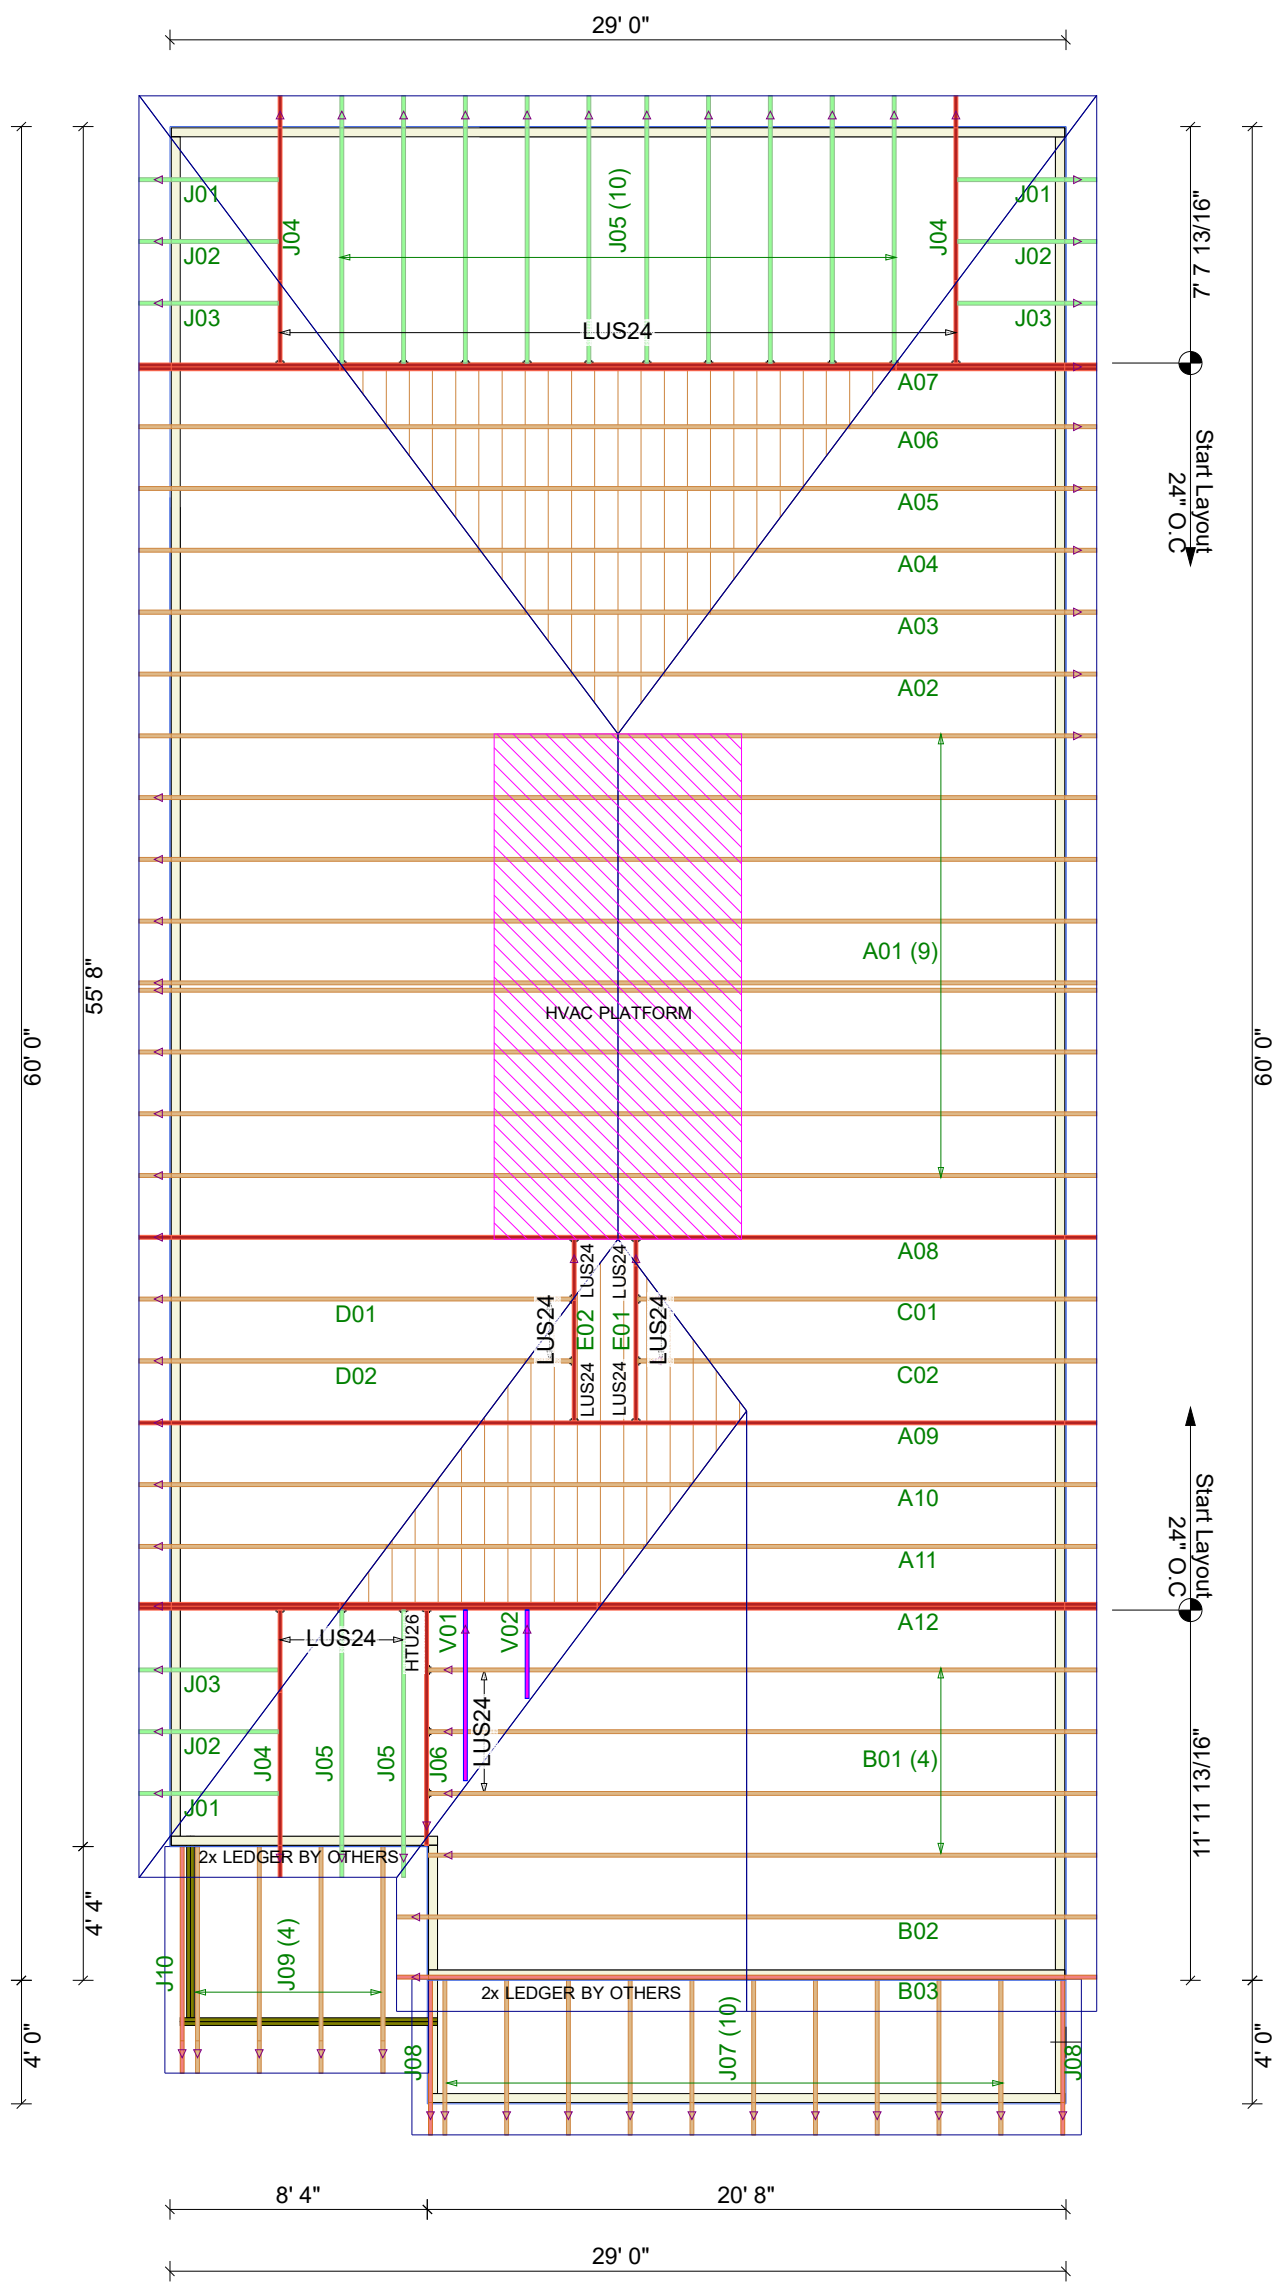 29' 0"
J01
J02
J03
J04
J05 (10)
J04
J01
J02
J03
LUS24
7' 7 13/16"
A07
A06
A05
A04
A03
A02
Start Layout
24" O.C
A01 (9)
HVAC PLATFORM
60' 0"
55' 8"
60' 0"
A08
LUS24
LUS24
LUS24
E02
E01
LUS24
LUS24
LUS24
D01
D02
C01
C02
A09
A10
A11
A12
Start Layout
24" O.C
LUS24
HTU26
V01
V02
J03
J02
J01
J04
J05
J05
J06
LUS24
B01 (4)
11' 11 13/16"
2x LEDGER BY OTHERS
B02
B03
4' 4"
J10
J09 (4)
2x LEDGER BY OTHERS
J08
J07 (10)
J08
4' 0"
4' 0"
8' 4"
20' 8"
29' 0"